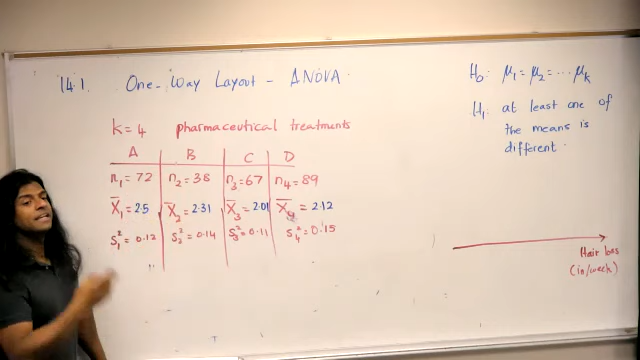 14.1. One-Way Layout - ANOVA
k=4 pharmaceutical treatments
A B C D
n₁=72 n₂=38 n₃=67 n₄=89
X̄₁=2.5 X̄₂=2.31 X̄₃=2.01 X̄₄=2.12
S₁²=0.12 S₂²=0.14 S₃²=0.11 S₄²=0.15
H₀: μ₁=μ₂=...μₖ
H₁: at least one of
the means is
different.
Hair loss
(in/week)